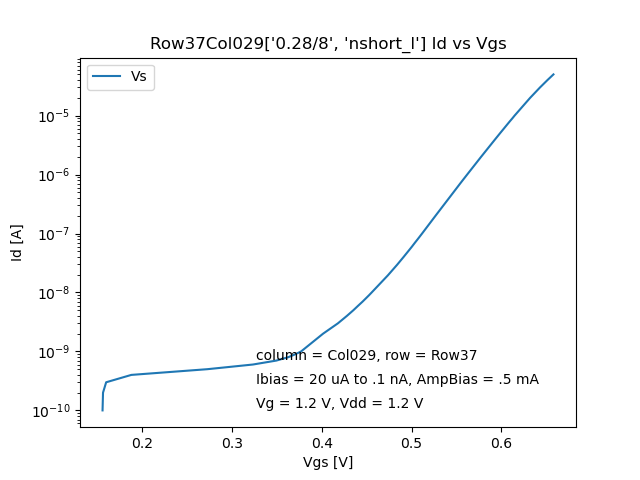 Row37Col029['0.28/8', 'nshort_l'] Id vs Vgs
Vs
10⁻⁵
10⁻⁶
10⁻⁷
10⁻⁸
10⁻⁹
10⁻¹⁰
Id [A]
column = Col029, row = Row37
Ibias = 20 uA to .1 nA, AmpBias = .5 mA
Vg = 1.2 V, Vdd = 1.2 V
0.2 0.3 0.4 0.5 0.6
Vgs [V]